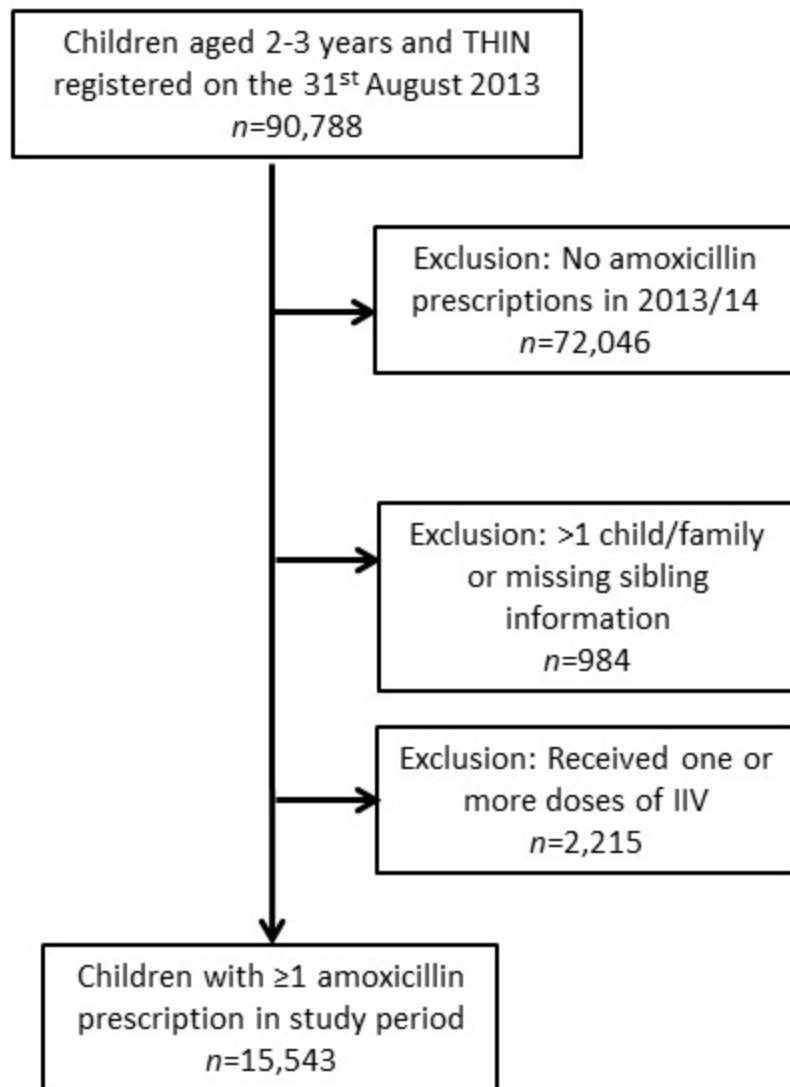 Children aged 2-3 years and THIN
registered on the 31st August 2013
n=90,788
Exclusion: No amoxicillin
prescriptions in 2013/14
n=72,046
Exclusion: >1 child/family
or missing sibling
information
n=984
Exclusion: Received one or
more doses of IIV
n=2,215
Children with ≥1 amoxicillin
prescription in study period
n=15,543